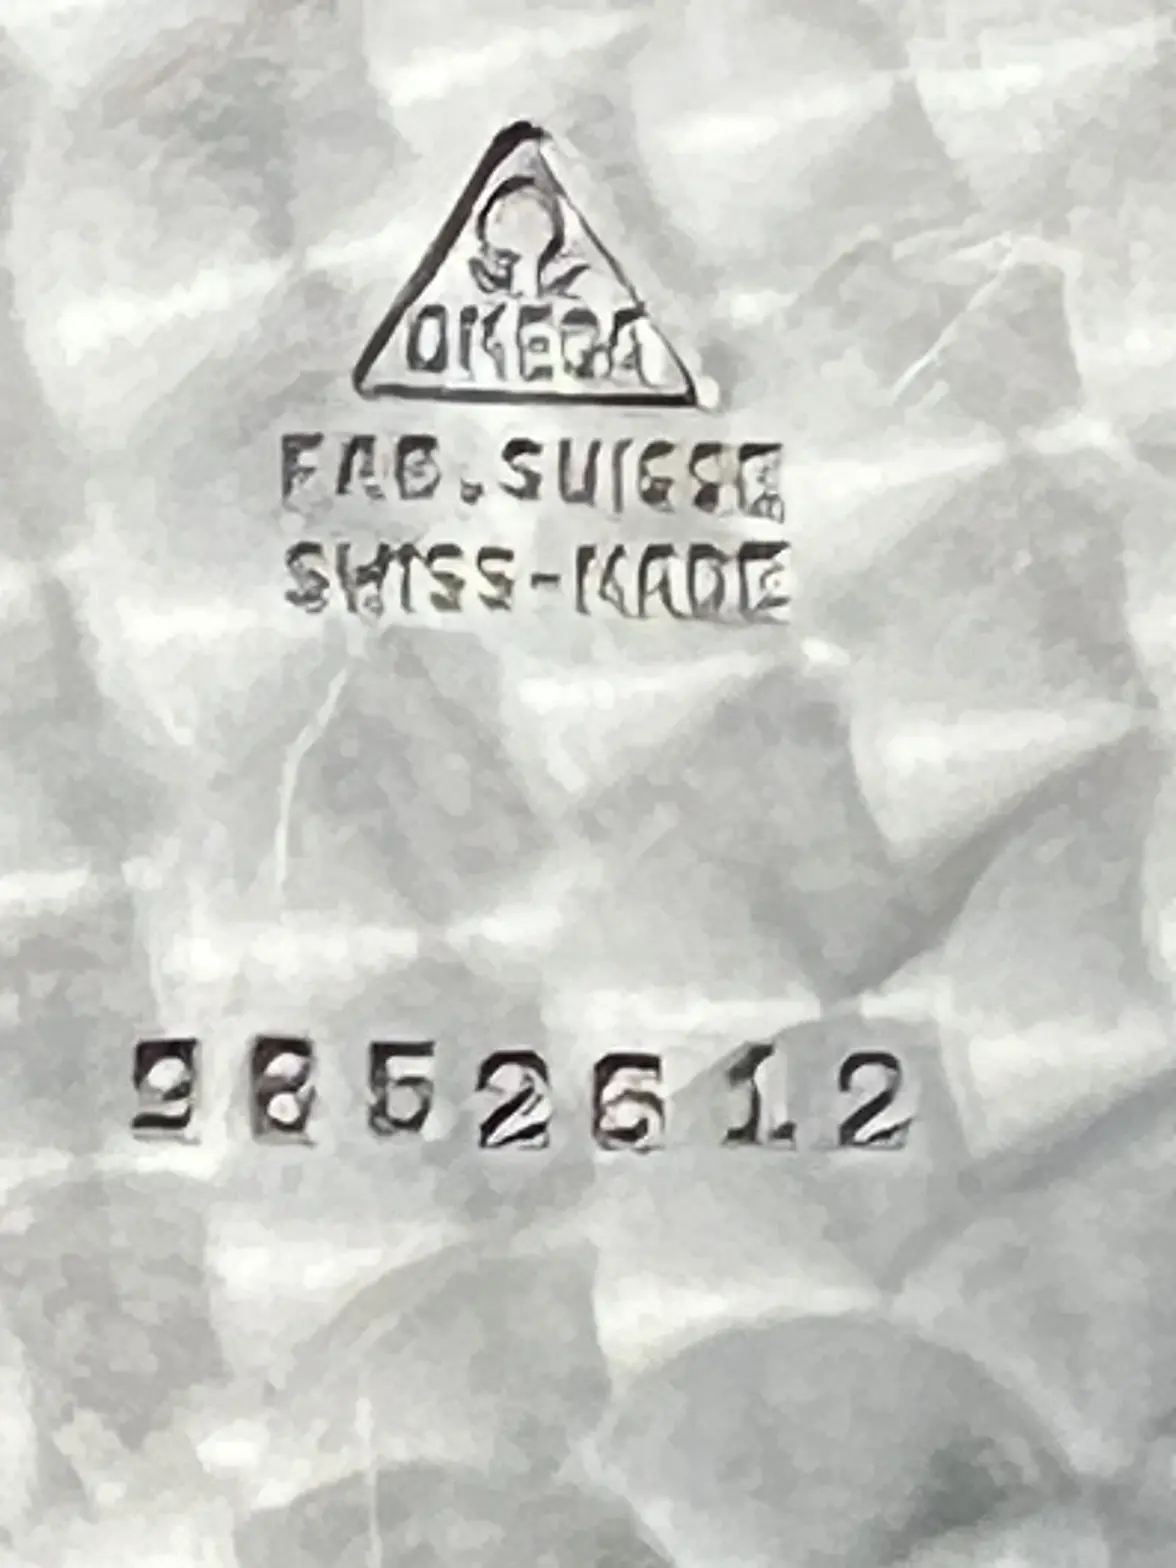 Ω
OMEGA
FAB.SUISSE
SWISS-MADE
9852612